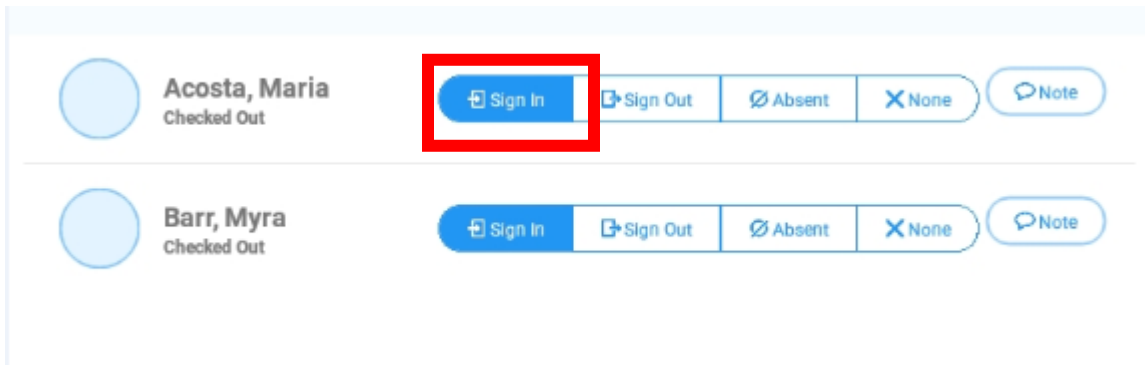 Acosta, Maria
Checked Out
Sign In
Sign Out
Absent
None
Note
Barr, Myra
Checked Out
Sign In
Sign Out
Absent
None
Note